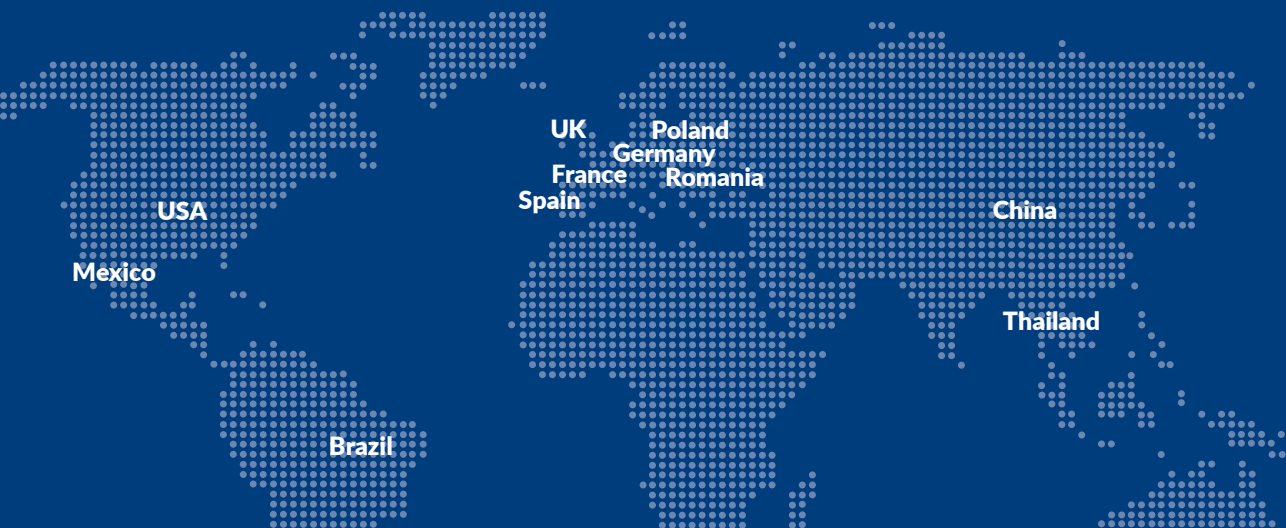 UK
Poland
Germany
France
Romania
Spain
USA
China
Mexico
Thailand
Brazil